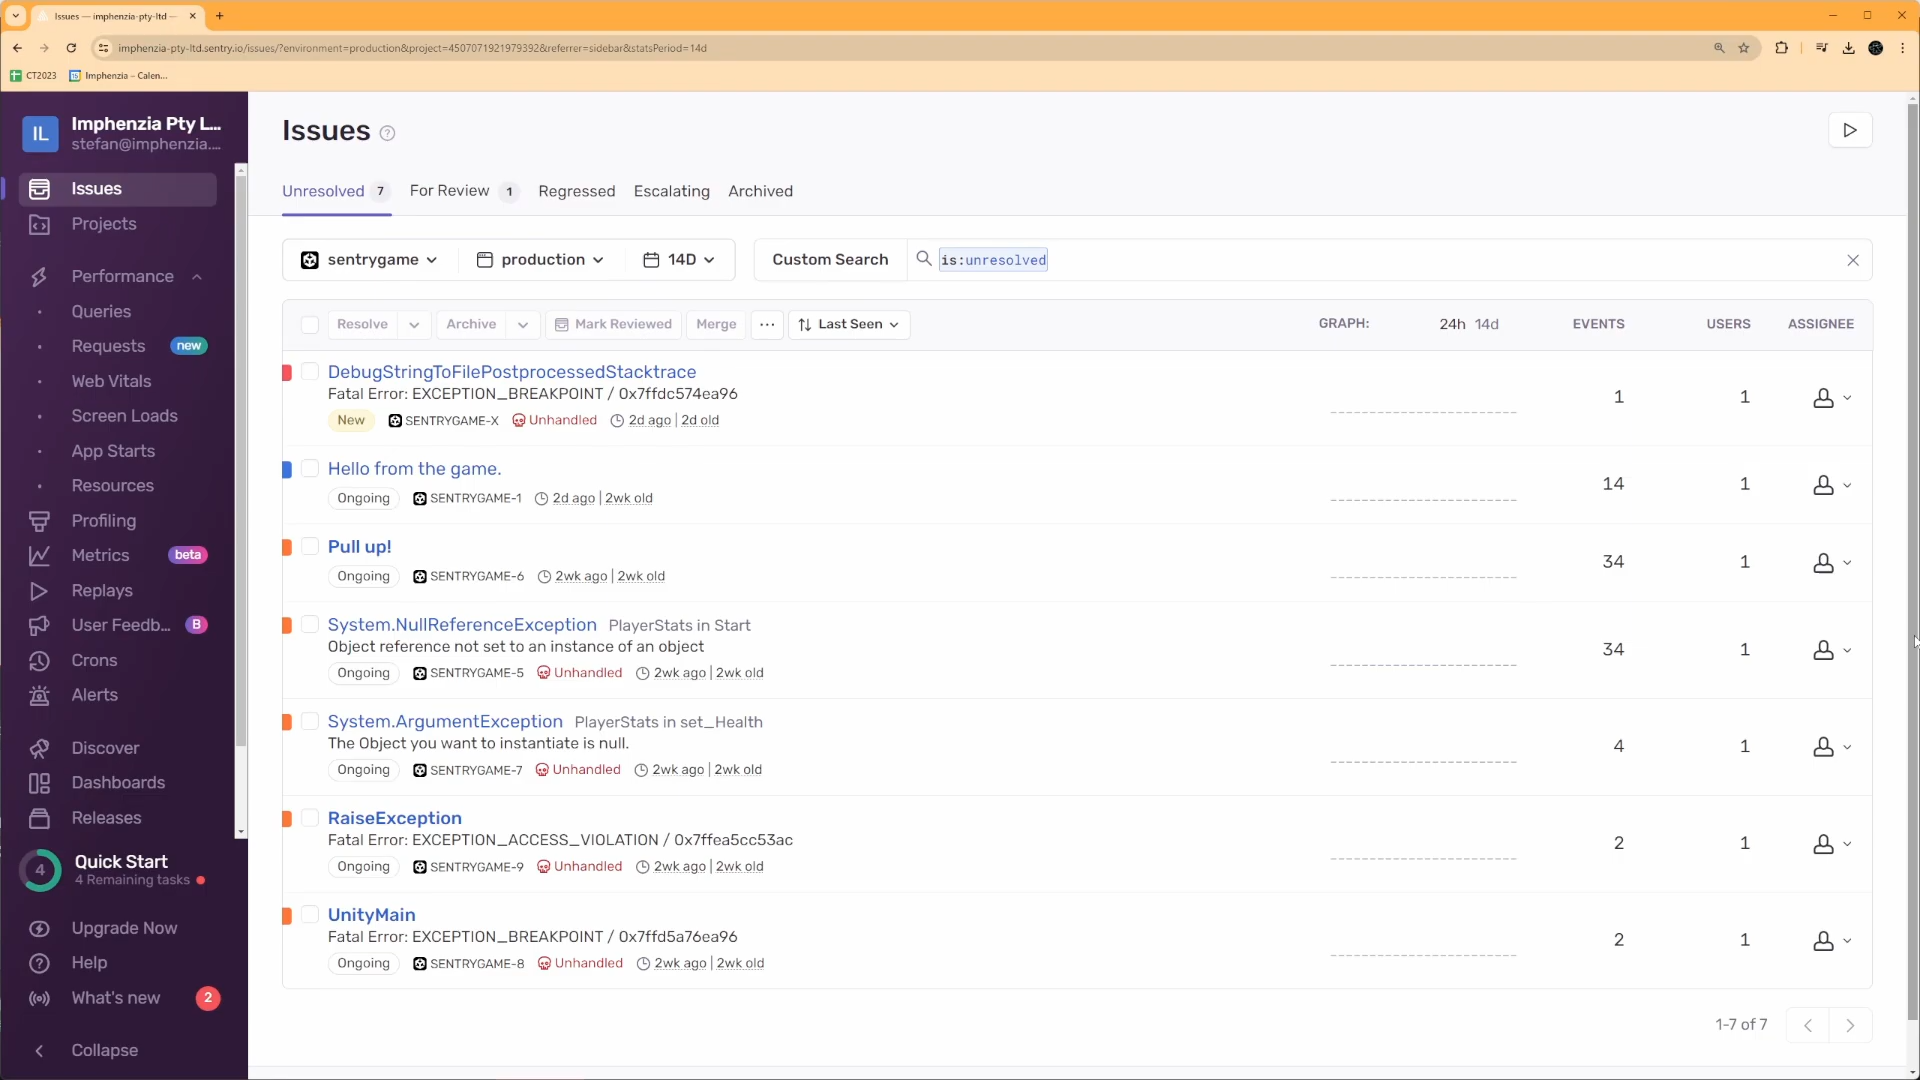 Issues — imphenzia-pty-ltd —
imphenzia-pty-ltd.sentry.io/issues/?environment=production&project=4507071921979392&referrer=sidebar&statsPeriod=14d
CT2023
Imphenzia – Calen...
IL
Imphenzia Pty L...
stefan@imphenzia....
Issues
Projects
Performance
Queries
Requests new
Web Vitals
Screen Loads
App Starts
Resources
Profiling
Metrics beta
Replays
User Feedb... B
Crons
Alerts
Discover
Dashboards
Releases
4
Quick Start
4 Remaining tasks
Upgrade Now
Help
What's new 2
Collapse
Issues
Unresolved 7 For Review 1 Regressed Escalating Archived
sentrygame production 14D Custom Search is:unresolved
Resolve Archive Mark Reviewed Merge ... Last Seen GRAPH: 24h 14d EVENTS USERS ASSIGNEE
DebugStringToFilePostprocessedStacktrace
Fatal Error: EXCEPTION_BREAKPOINT / 0x7ffdc574ea96 1 1
New SENTRYGAME-X Unhandled 2d ago | 2d old
Hello from the game. 14 1
Ongoing SENTRYGAME-1 2d ago | 2wk old
Pull up! 34 1
Ongoing SENTRYGAME-6 2wk ago | 2wk old
System.NullReferenceException PlayerStats in Start
Object reference not set to an instance of an object 34 1
Ongoing SENTRYGAME-5 Unhandled 2wk ago | 2wk old
System.ArgumentException PlayerStats in set_Health
The Object you want to instantiate is null. 4 1
Ongoing SENTRYGAME-7 Unhandled 2wk ago | 2wk old
RaiseException
Fatal Error: EXCEPTION_ACCESS_VIOLATION / 0x7ffea5cc53ac 2 1
Ongoing SENTRYGAME-9 Unhandled 2wk ago | 2wk old
UnityMain
Fatal Error: EXCEPTION_BREAKPOINT / 0x7ffd5a76ea96 2 1
Ongoing SENTRYGAME-8 Unhandled 2wk ago | 2wk old
1-7 of 7